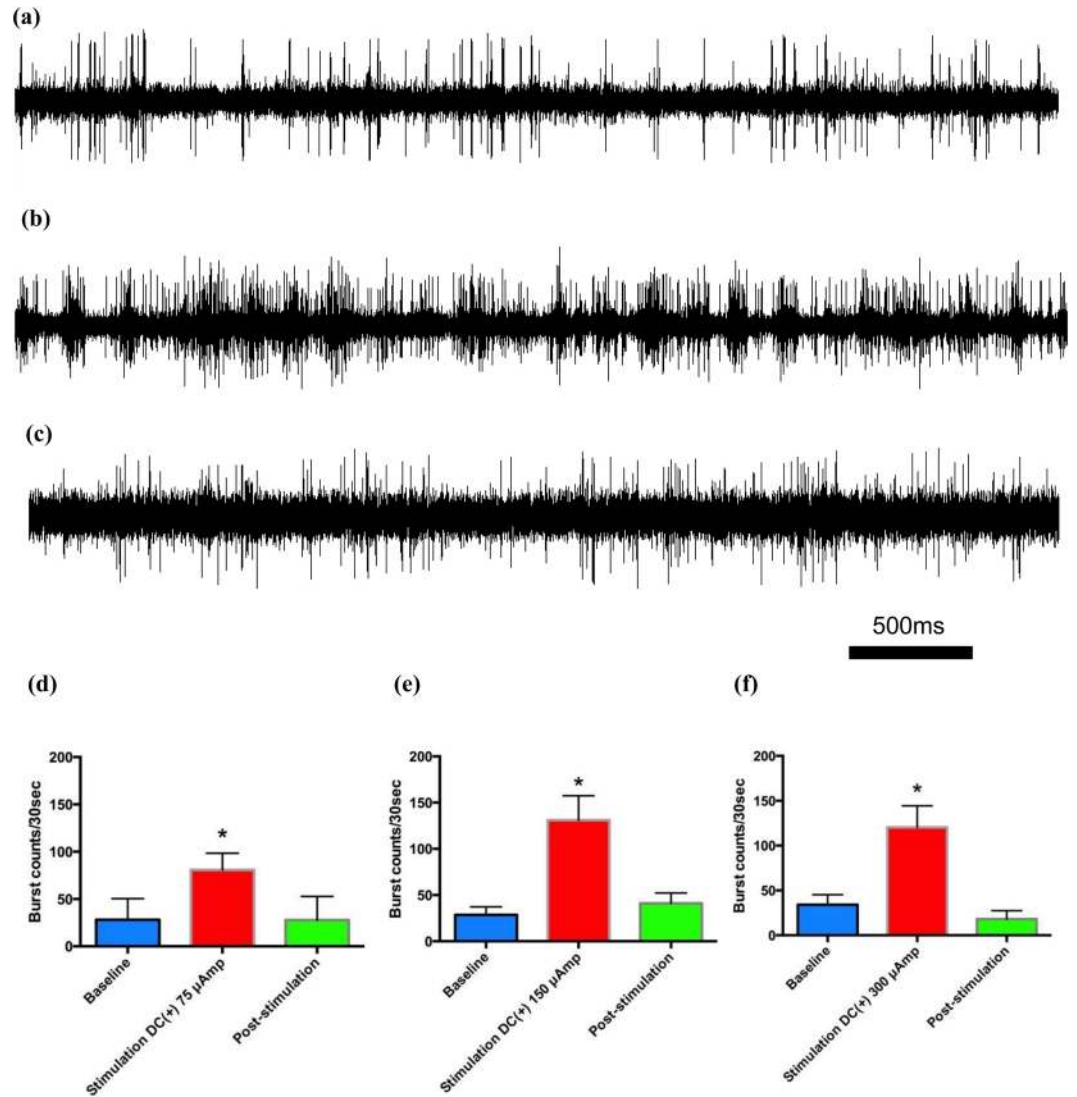 (a)
(b)
(c)
500ms
(d)
(e)
(f)
Burst counts/30sec
200
150
100
50
0
*
Baseline
Stimulation DC(+) 75 µAmp
Post-stimulation
Burst counts/30sec
200
150
100
50
0
*
Baseline
Stimulation DC(+) 150 µAmp
Post-stimulation
Burst counts/30sec
200
150
100
50
0
*
Baseline
Stimulation DC(+) 300 µAmp
Post-stimulation